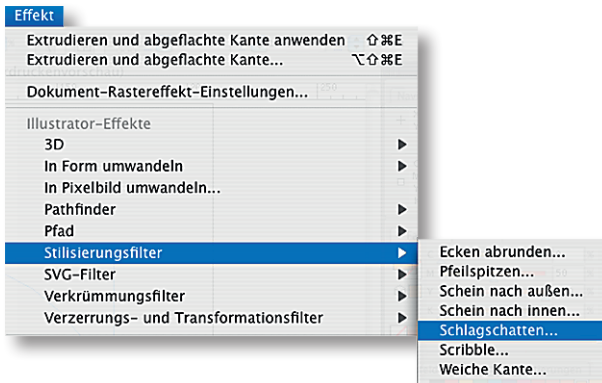 Effekt
Extrudieren und abgeflachte Kante anwenden ⇧⌘E
Extrudieren und abgeflachte Kante... ⌥⇧⌘E
Dokument-Rastereffekt-Einstellungen...
Illustrator-Effekte
3D
In Form umwandeln
In Pixelbild umwandeln...
Pathfinder
Pfad
Stilisierungsfilter
SVG-Filter
Verkrümmungsfilter
Verzerrungs- und Transformationsfilter
Ecken abrunden...
Pfeilspitzen...
Schein nach außen...
Schein nach innen...
Schlagschatten...
Scribble...
Weiche Kante...